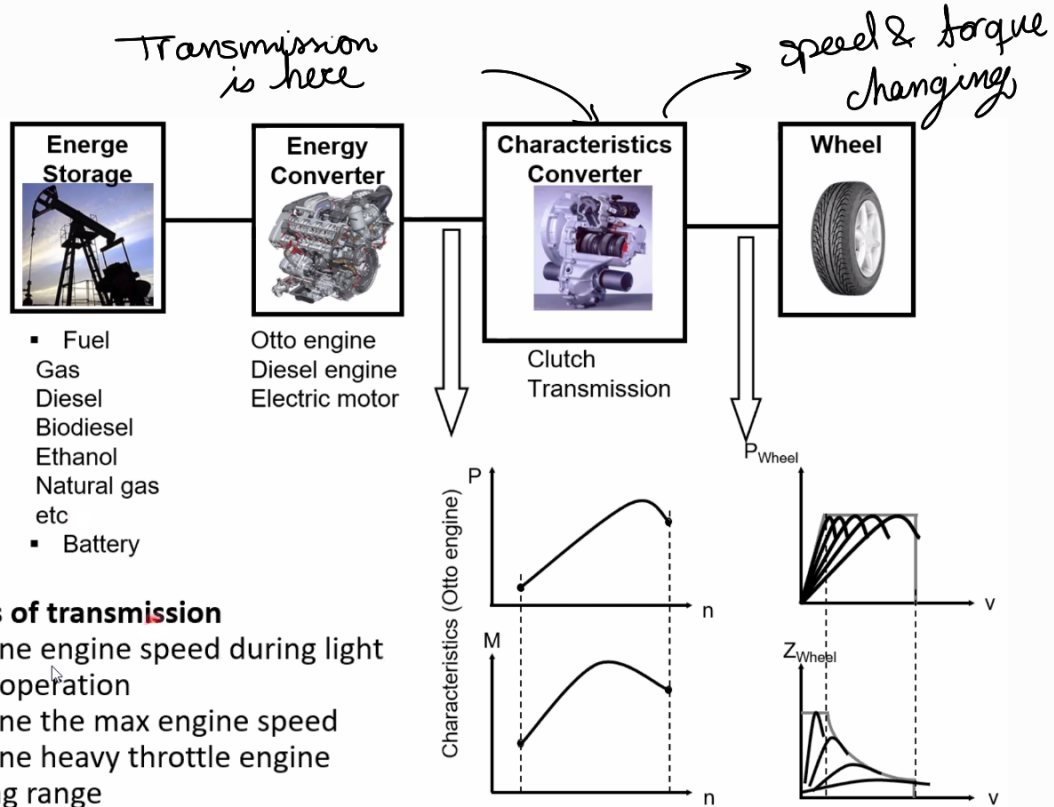 Transmission
is here
speed & torque
changing
Energe
Storage
Energy
Converter
Characteristics
Converter
Wheel
▪ Fuel
Gas
Diesel
Biodiesel
Ethanol
Natural gas
etc
▪ Battery
Otto engine
Diesel engine
Electric motor
Clutch
Transmission
Characteristics (Otto engine)
P
n
M
n
PWheel
v
ZWheel
v
s of transmission
ne engine speed during light
operation
ne the max engine speed
ne heavy throttle engine
g range